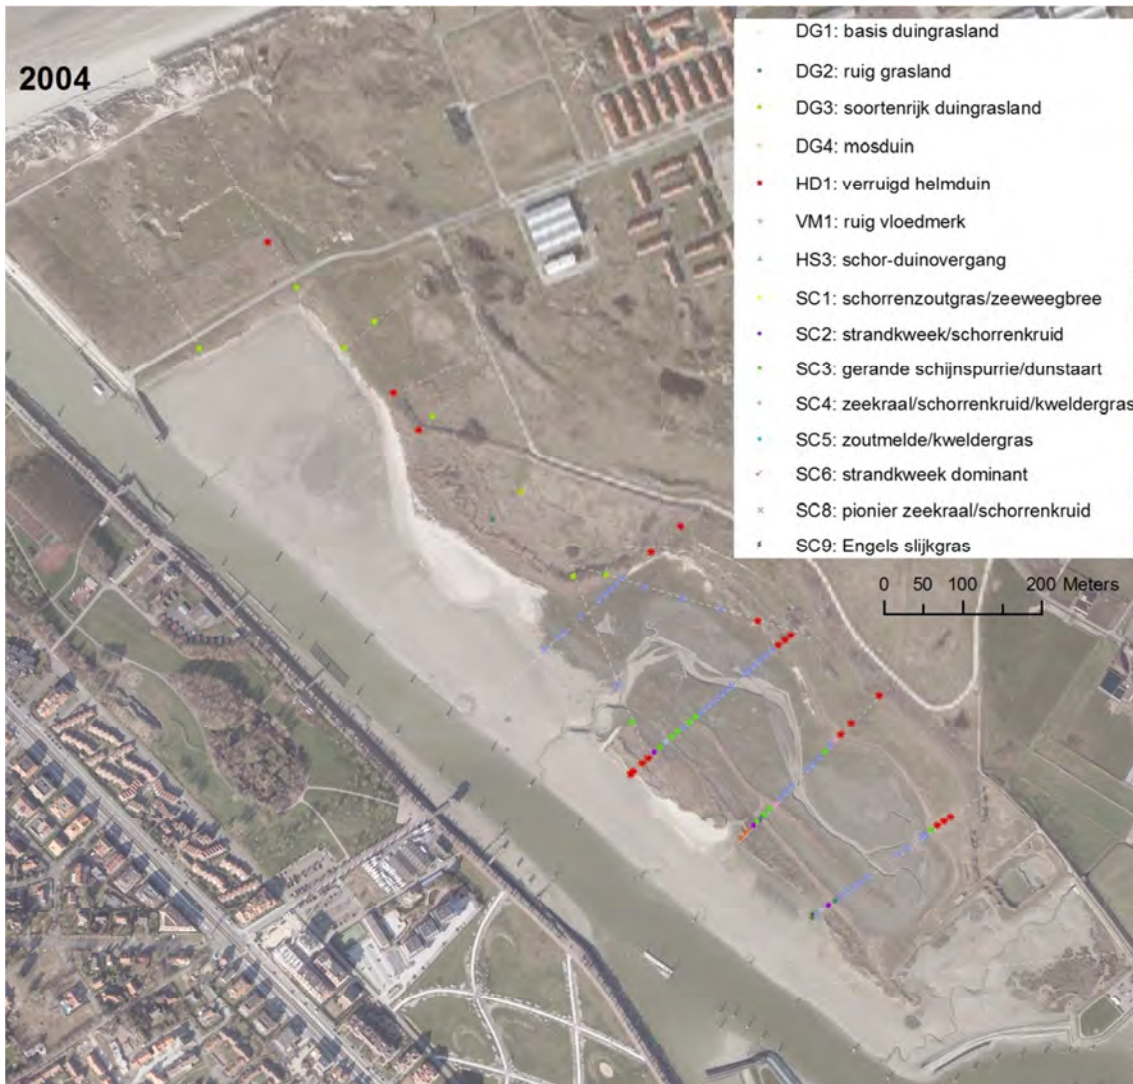 2004
DG1: basis duingrasland
DG2: ruig grasland
DG3: soortenrijk duingrasland
DG4: mosduin
HD1: verruigd helmduin
VM1: ruig vloedmerk
HS3: schor-duinovergang
SC1: schorrenzoutgras/zeeweegbree
SC2: strandkweek/schorrenkruid
SC3: gerande schijnspurrie/dunstaart
SC4: zeekraal/schorrenkruid/kweldergras
SC5: zoutmelde/kweldergras
SC6: strandkweek dominant
SC8: pionier zeekraal/schorrenkruid
SC9: Engels slijkgras
0 50 100 200 Meters